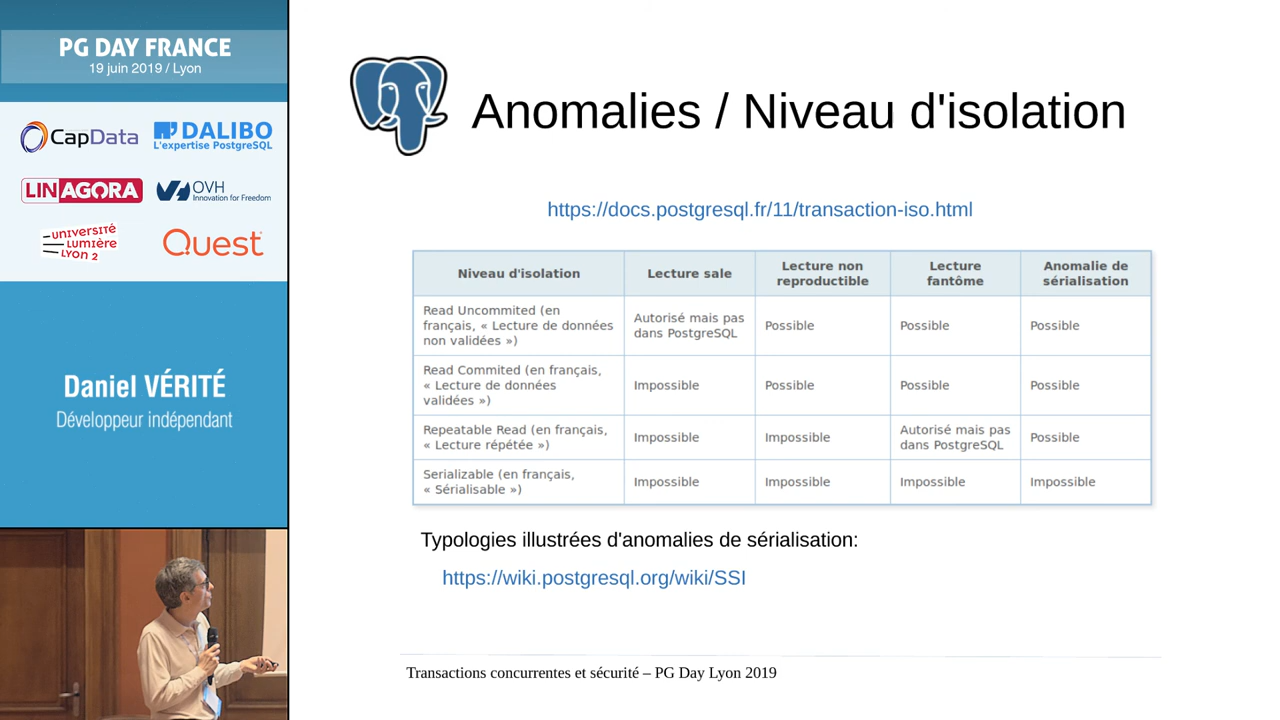 PG DAY FRANCE
19 juin 2019 / Lyon
CapData
DALIBO
L'expertise PostgreSQL
LINAGORA
OVH
Innovation for Freedom
UNIVERSITÉ
LUMIÈRE
LYON 2
Quest
Daniel VÉRITÉ
Développeur indépendant
Anomalies / Niveau d'isolation
https://docs.postgresql.fr/11/transaction-iso.html
Niveau d'isolation
Lecture sale
Lecture non
reproductible
Lecture
fantôme
Anomalie de
sérialisation
Read Uncommited (en
français, « Lecture de données
non validées »)
Autorisé mais pas
dans PostgreSQL
Possible
Possible
Possible
Read Commited (en français,
« Lecture de données
validées »)
Impossible
Possible
Possible
Possible
Repeatable Read (en français,
« Lecture répétée »)
Impossible
Impossible
Autorisé mais pas
dans PostgreSQL
Possible
Serializable (en français,
« Sérialisable »)
Impossible
Impossible
Impossible
Impossible
Typologies illustrées d'anomalies de sérialisation:
https://wiki.postgresql.org/wiki/SSI
Transactions concurrentes et sécurité – PG Day Lyon 2019